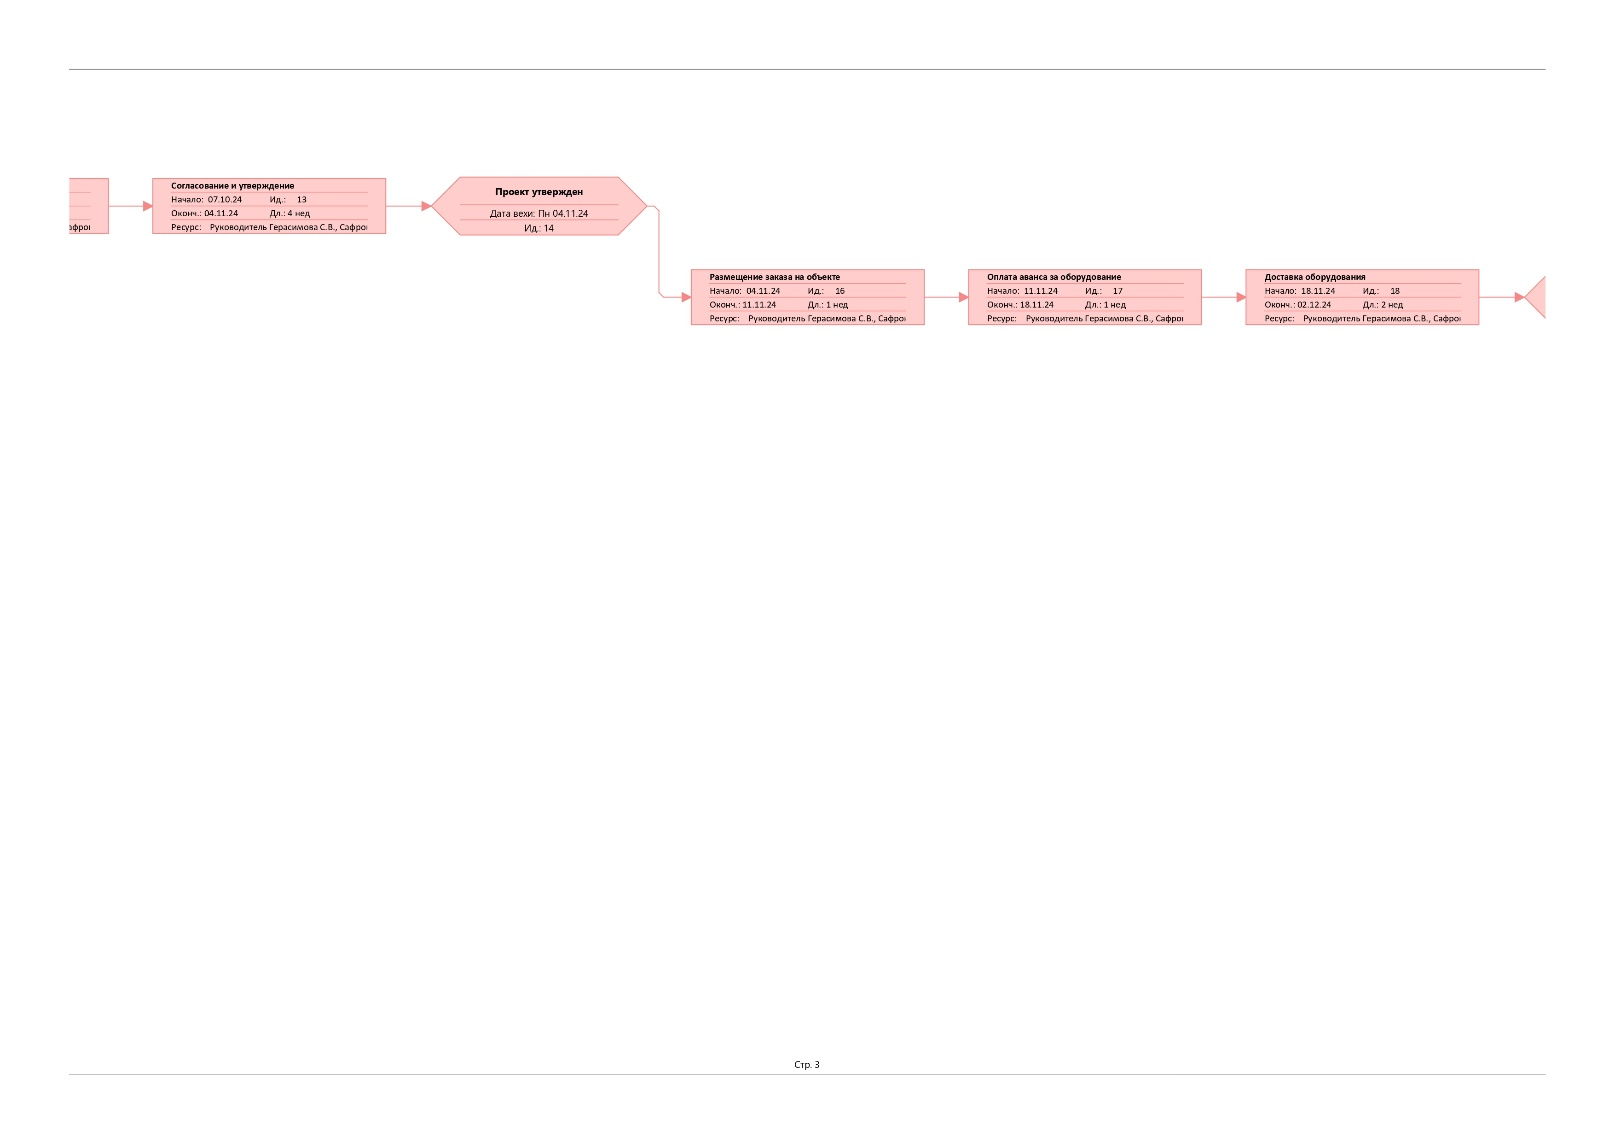 Согласование и утверждение
Начало: 07.10.24 Ид.: 13
Оконч.: 04.11.24 Дл.: 4 нед
Ресурс: Руководитель Герасимова С.В.,
Проект утвержден
Дата вехи: Пн 04.11.24
Ид.: 14
Размещение заказа на объекте
Начало: 04.11.24 Ид.: 16
Оконч.: 11.11.24 Дл.: 1 нед
Ресурс: Руководитель Герасимова С.В.,
Оплата аванса за оборудование
Начало: 11.11.24 Ид.: 17
Оконч.: 18.11.24 Дл.: 1 нед
Ресурс: Руководитель Герасимова С.В.,
Доставка оборудования
Начало: 18.11.24 Ид.: 18
Оконч.: 02.12.24 Дл.: 2 нед
Ресурс: Руководитель Герасимова С.В.,
Стр. 3